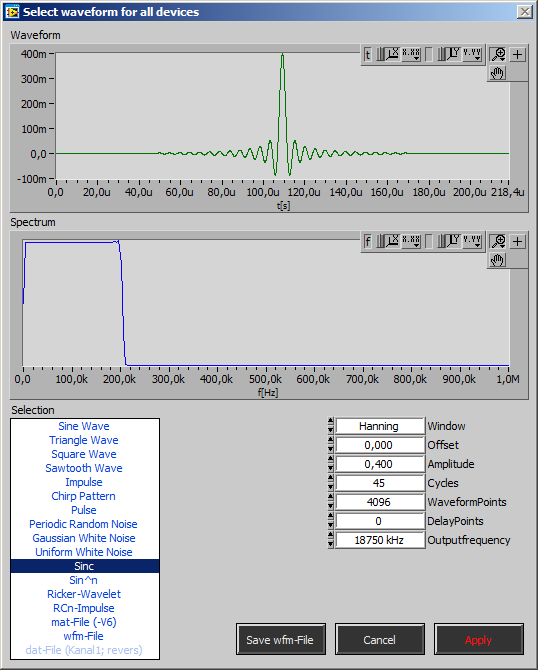 Select waveform for all devices
Waveform
t X.XX Y.YY
400m
300m
200m
100m
0,0
-100m
0,0 20,0u 40,0u 60,0u 80,0u 100,0u 120,0u 140,0u 160,0u 180,0u 200,0u 218,4u
t[s]
Spectrum
f X.XX Y.YY
0,0 100,0k 200,0k 300,0k 400,0k 500,0k 600,0k 700,0k 800,0k 900,0k 1,0M
f[Hz]
Selection
Sine Wave
Triangle Wave
Square Wave
Sawtooth Wave
Impulse
Chirp Pattern
Pulse
Periodic Random Noise
Gaussian White Noise
Uniform White Noise
Sinc
Sin^n
Ricker-Wavelet
RCn-Impulse
mat-File (-V6)
wfm-File
dat-File (Kanal1; revers)
Hanning Window
0,000 Offset
0,400 Amplitude
45 Cycles
4096 WaveformPoints
0 DelayPoints
18750 kHz Outputfrequency
Save wfm-File Cancel Apply